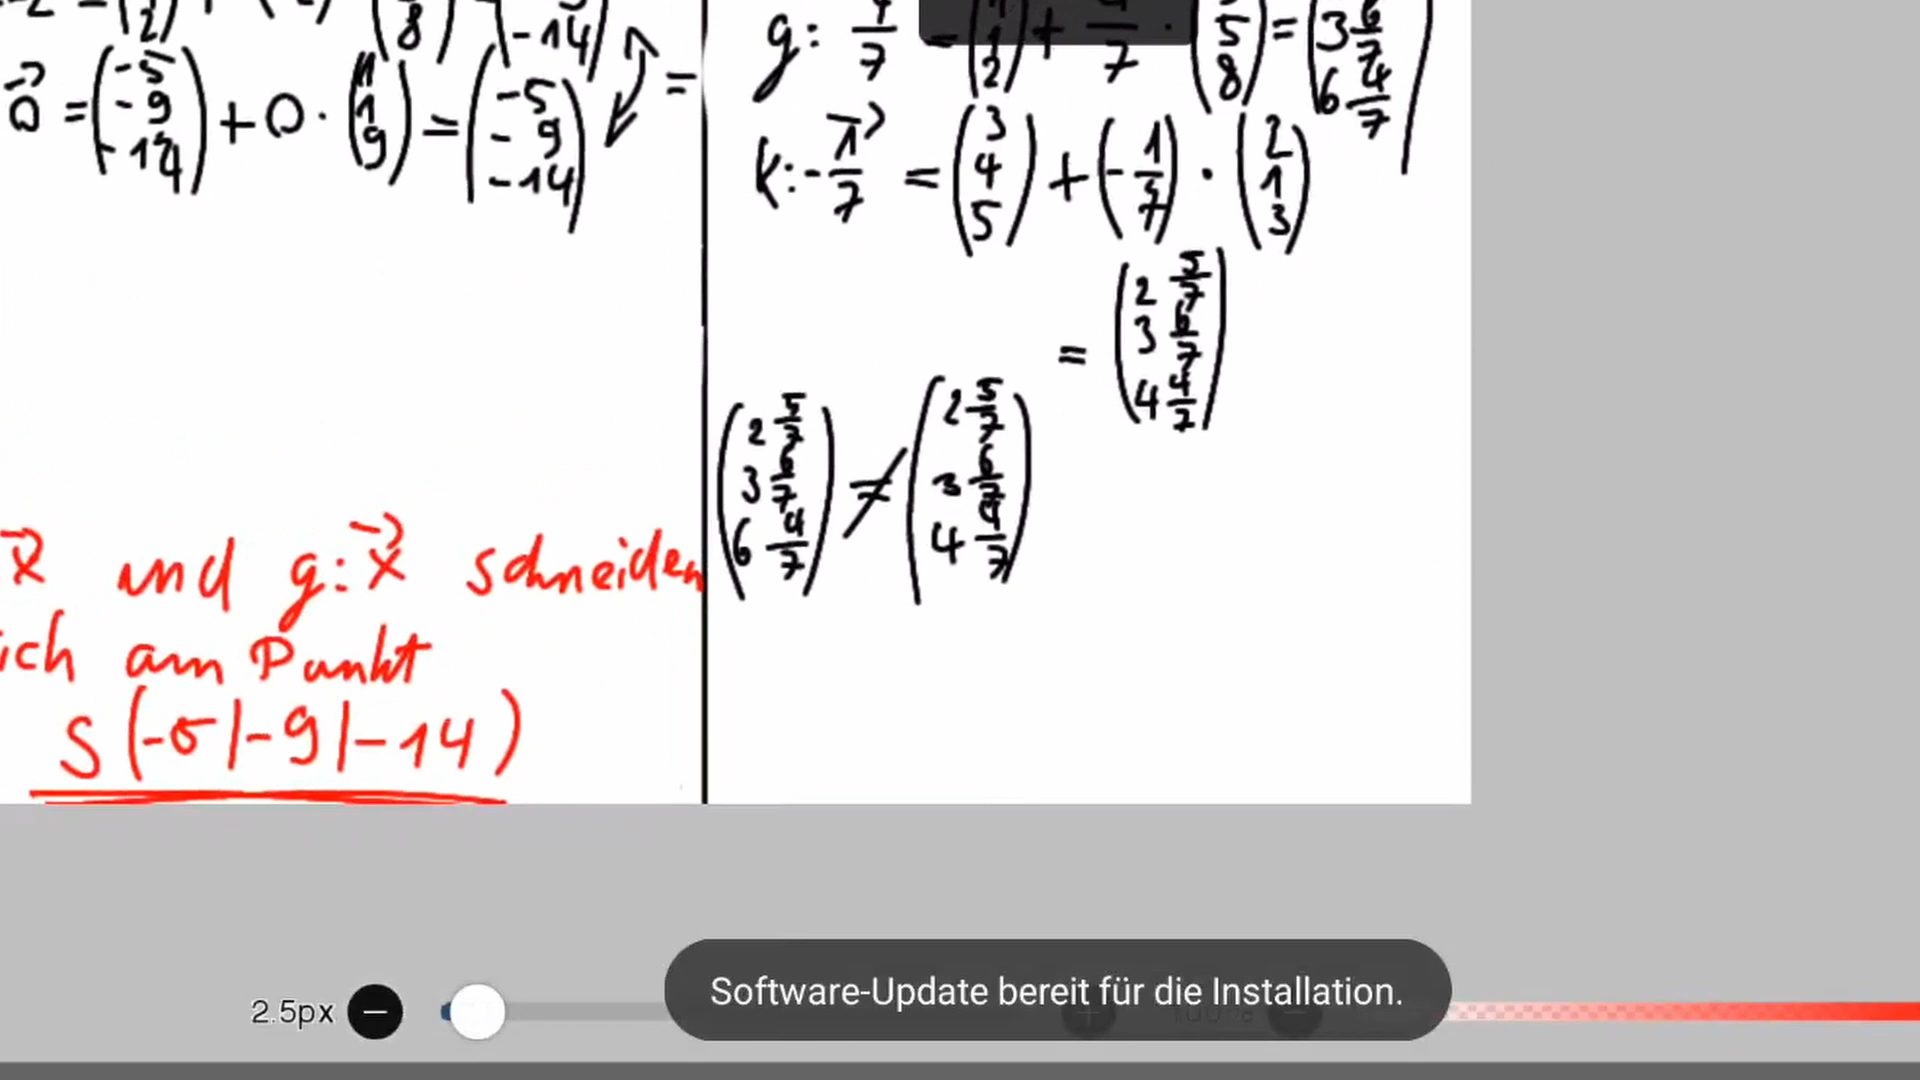 0⃗ = (-5 -9 -14) + 0 · (11 1 9) = (-5 -9 -14) =
x⃗ und g: x⃗ schneiden
ich am Punkt
S (-5 | -9 | -14)
k: -1/7 = (3 4 5) + (-1/7) · (2 1 3)
= (2 5/7 3 6/7 4 4/7)
(2 5/7 3 6/7 6 4/7) ≠ (2 5/7 3 6/7 4 4/7)
Software-Update bereit für die Installation.
2.5px